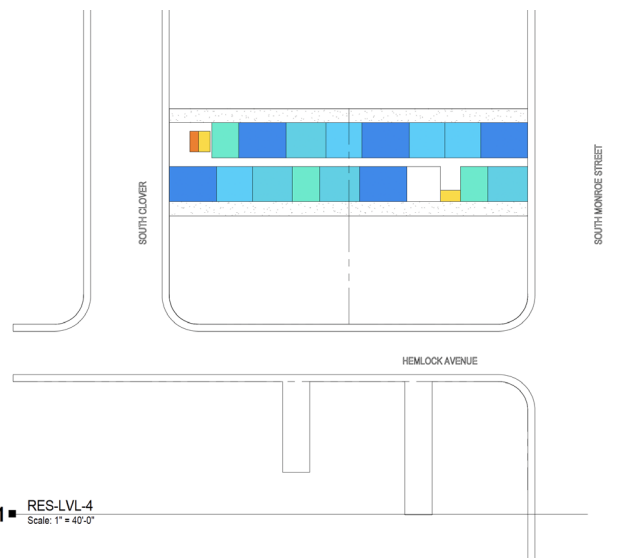 SOUTH CLOVER
SOUTH MONROE STREET
HEMLOCK AVENUE
RES-LVL-4
Scale: 1" = 40'-0"